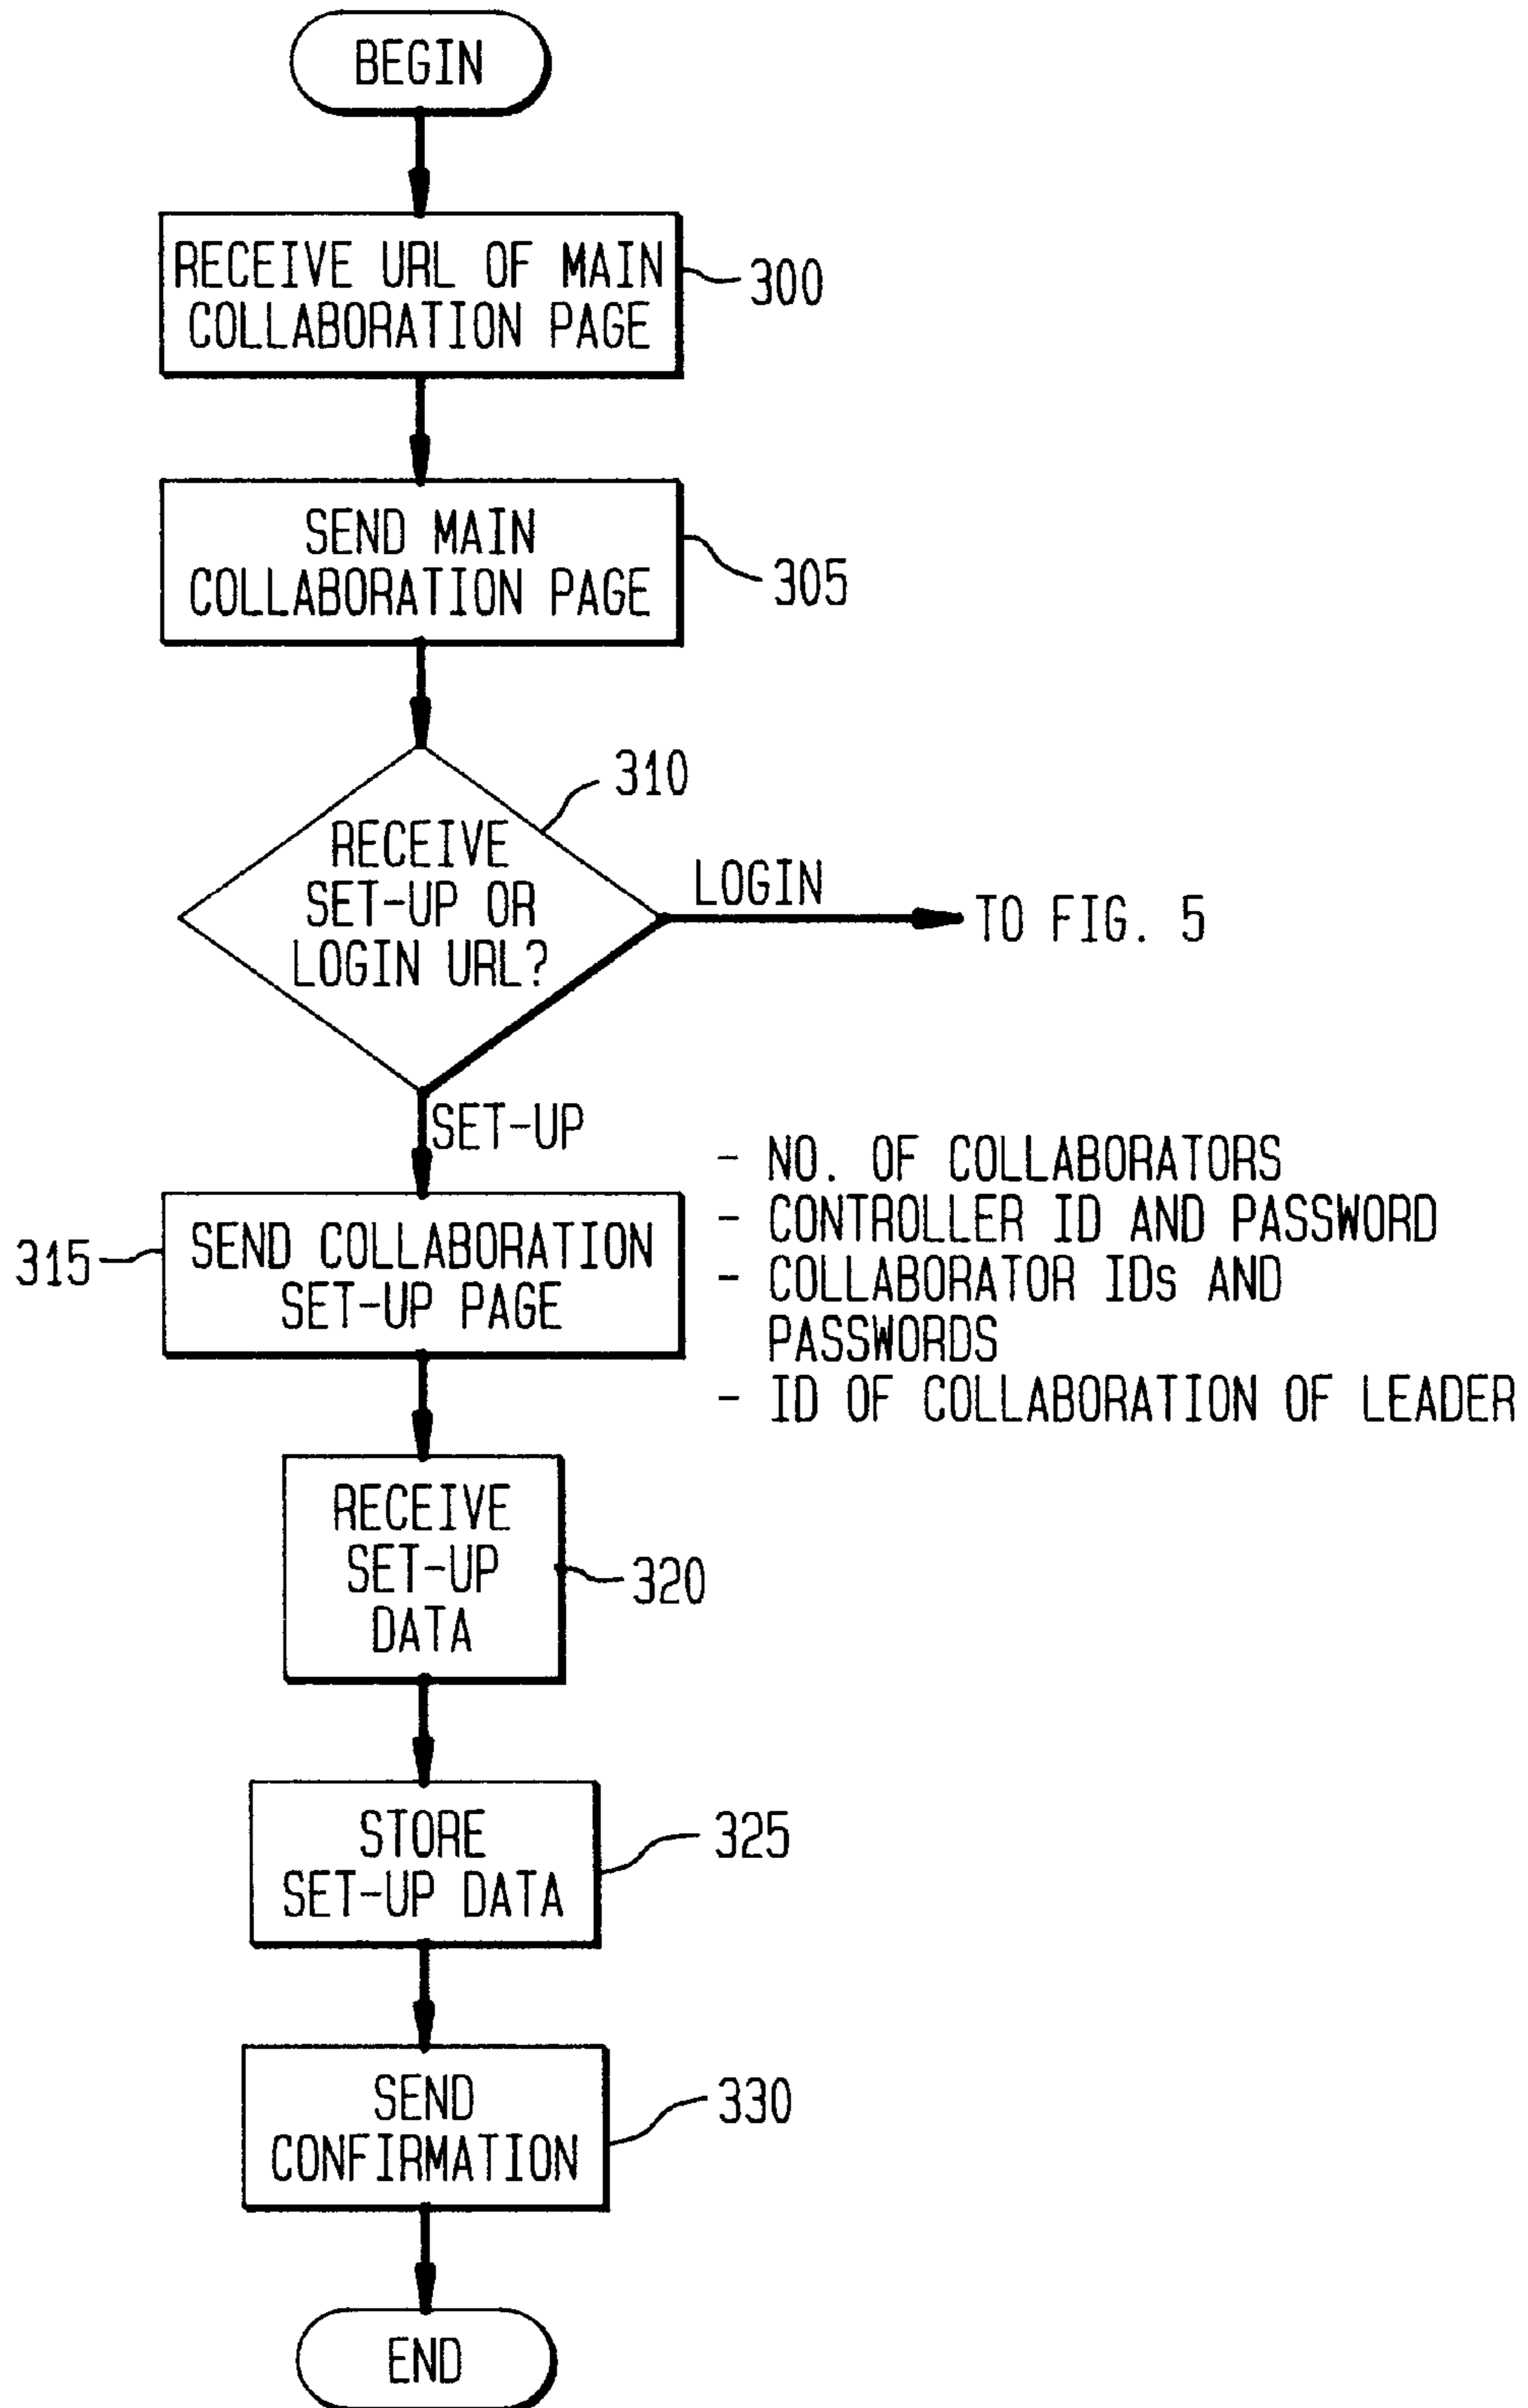 BEGIN
RECEIVE URL OF MAIN
COLLABORATION PAGE
300
SEND MAIN
COLLABORATION PAGE
305
310
RECEIVE
SET-UP OR
LOGIN URL?
LOGIN
TO FIG. 5
SET-UP
315
SEND COLLABORATION
SET-UP PAGE
- NO. OF COLLABORATORS
- CONTROLLER ID AND PASSWORD
- COLLABORATOR IDs AND
PASSWORDS
- ID OF COLLABORATION OF LEADER
RECEIVE
SET-UP
DATA
320
STORE
SET-UP DATA
325
SEND
CONFIRMATION
330
END